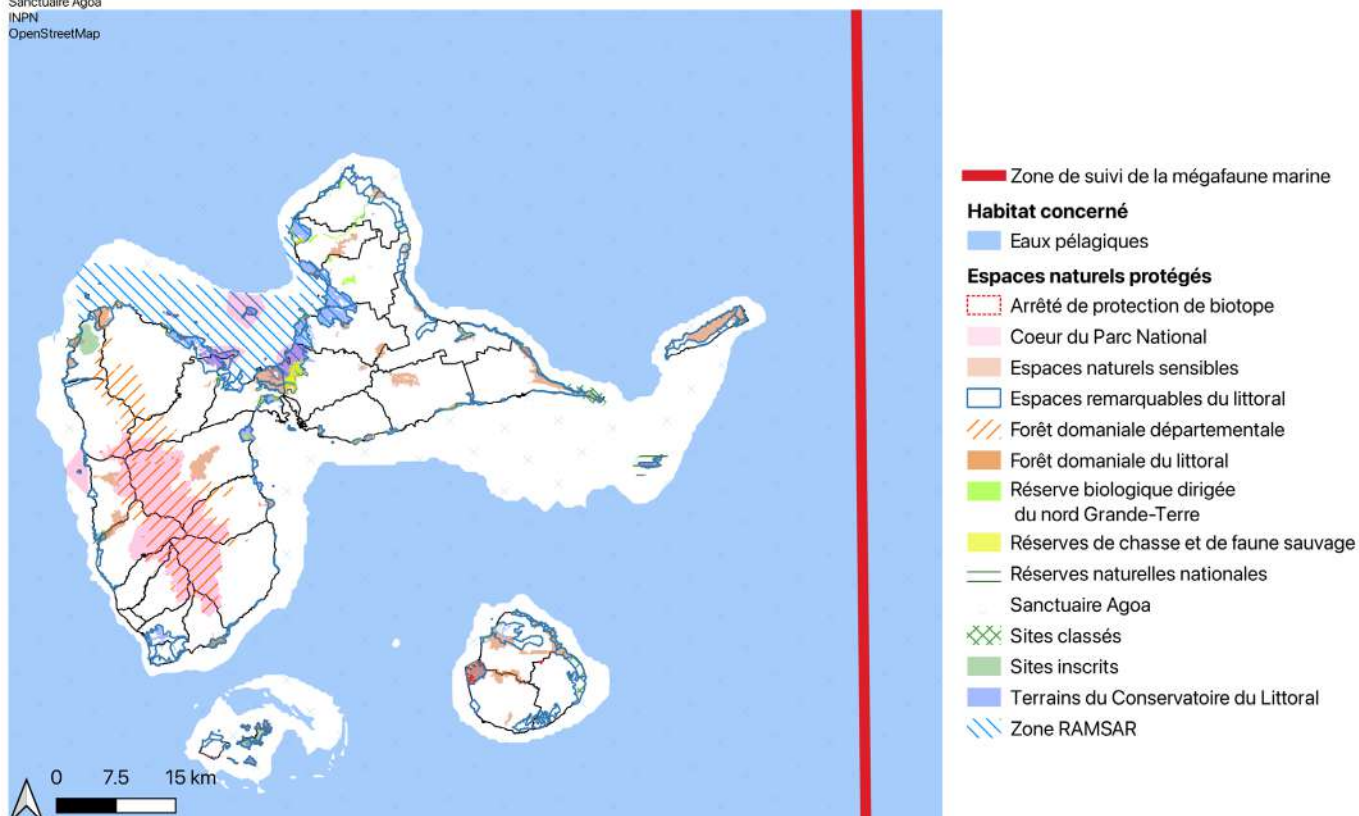 Sanctuaire Agoa
INPN
OpenStreetMap
Zone de suivi de la mégafaune marine
Habitat concerné
Eaux pélagiques
Espaces naturels protégés
Arrêté de protection de biotope
Coeur du Parc National
Espaces naturels sensibles
Espaces remarquables du littoral
Forêt domaniale départementale
Forêt domaniale du littoral
Réserve biologique dirigée
du nord Grande-Terre
Réserves de chasse et de faune sauvage
Réserves naturelles nationales
Sanctuaire Agoa
Sites classés
Sites inscrits
Terrains du Conservatoire du Littoral
Zone RAMSAR
0 7.5 15 km